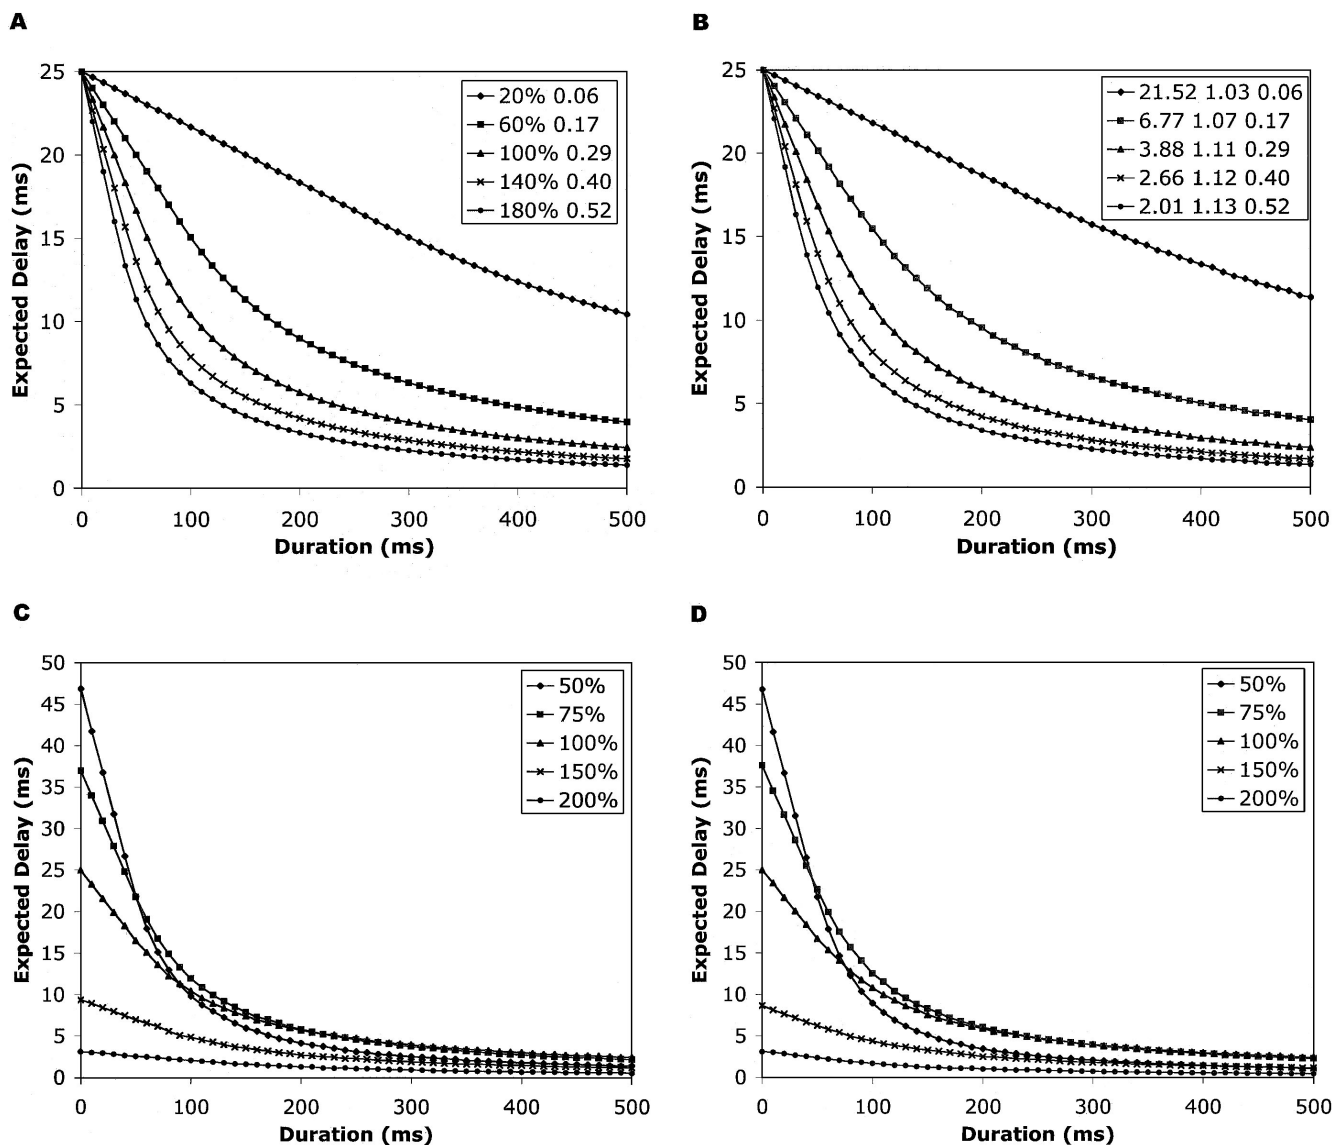 A
Expected Delay (ms)
25
20
15
10
5
0
20% 0.06
60% 0.17
100% 0.29
140% 0.40
180% 0.52
0 100 200 300 400 500
Duration (ms)
B
Expected Delay (ms)
25
20
15
10
5
0
21.52 1.03 0.06
6.77 1.07 0.17
3.88 1.11 0.29
2.66 1.12 0.40
2.01 1.13 0.52
0 100 200 300 400 500
Duration (ms)
C
Expected Delay (ms)
50
45
40
35
30
25
20
15
10
5
0
50%
75%
100%
150%
200%
0 100 200 300 400 500
Duration (ms)
D
Expected Delay (ms)
50
45
40
35
30
25
20
15
10
5
0
50%
75%
100%
150%
200%
0 100 200 300 400 500
Duration (ms)